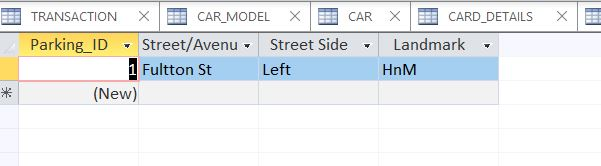 TRANSACTION CAR_MODEL CAR CARD_DETAILS
Parking_ID Street/Avenu Street Side Landmark
1 Fultton St Left HnM
* (New)